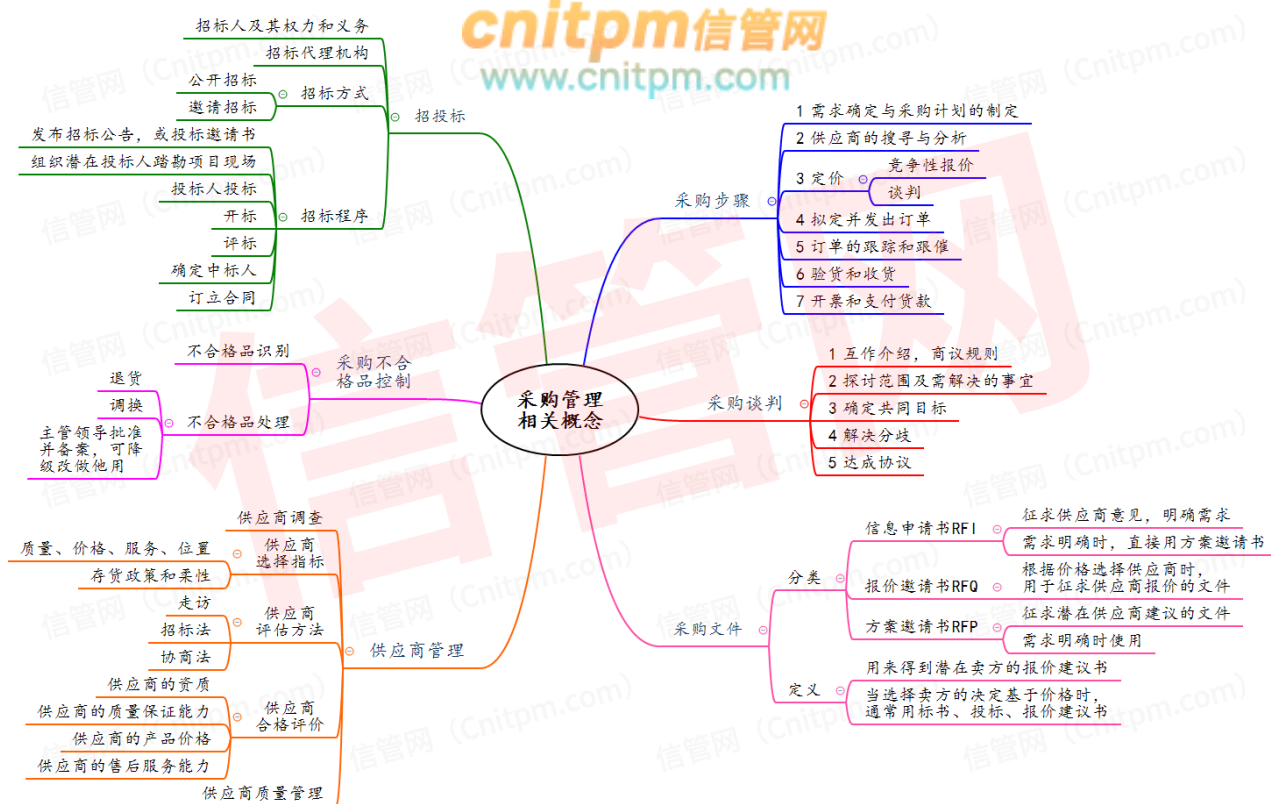 cnitpm信管网
www.cnitpm.com
招标人及其权力和义务
招标代理机构
公开招标
邀请招标
招标方式
招投标
发布招标公告，或投标邀请书
组织潜在投标人踏勘项目现场
投标人投标
开标
评标
确定中标人
订立合同
招标程序
不合格品识别
采购不合
格品控制
退货
调换
主管领导批准
并备案，可降
级改做他用
不合格品处理
采购管理
相关概念
供应商调查
质量、价格、服务、位置
存货政策和柔性
供应商
选择指标
走访
招标法
协商法
供应商
评估方法
供应商管理
供应商的资质
供应商的质量保证能力
供应商的产品价格
供应商的售后服务能力
供应商
合格评价
供应商质量管理
采购步骤
1 需求确定与采购计划的制定
2 供应商的搜寻与分析
3 定价
竞争性报价
谈判
4 拟定并发出订单
5 订单的跟踪和跟催
6 验货和收货
7 开票和支付货款
采购谈判
1 互作介绍，商议规则
2 探讨范围及需解决的事宜
3 确定共同目标
4 解决分歧
5 达成协议
采购文件
分类
信息申请书RFI
征求供应商意见，明确需求
需求明确时，直接用方案邀请书
报价邀请书RFQ
根据价格选择供应商时，
用于征求供应商报价的文件
方案邀请书RFP
征求潜在供应商建议的文件
需求明确时使用
定义
用来得到潜在卖方的报价建议书
当选择卖方的决定基于价格时，
通常用标书、投标、报价建议书
信管网
信管网（Cnitpm.com）